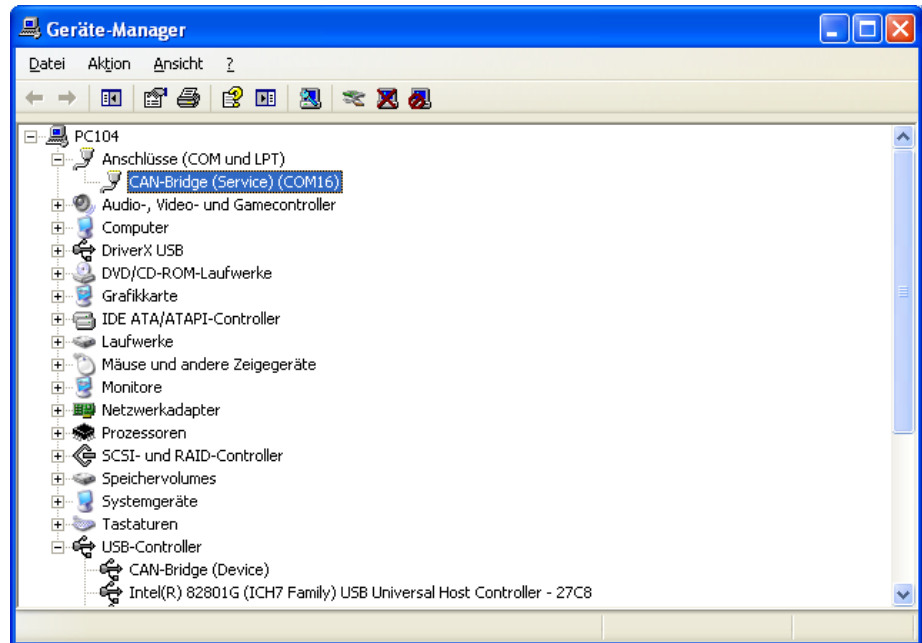 Geräte-Manager
Datei Aktion Ansicht ?
PC104
Anschlüsse (COM und LPT)
CAN-Bridge (Service) (COM16)
Audio-, Video- und Gamecontroller
Computer
DriverX USB
DVD/CD-ROM-Laufwerke
Grafikkarte
IDE ATA/ATAPI-Controller
Laufwerke
Mäuse und andere Zeigegeräte
Monitore
Netzwerkadapter
Prozessoren
SCSI- und RAID-Controller
Speichervolumes
Systemgeräte
Tastaturen
USB-Controller
CAN-Bridge (Device)
Intel(R) 82801G (ICH7 Family) USB Universal Host Controller - 27C8